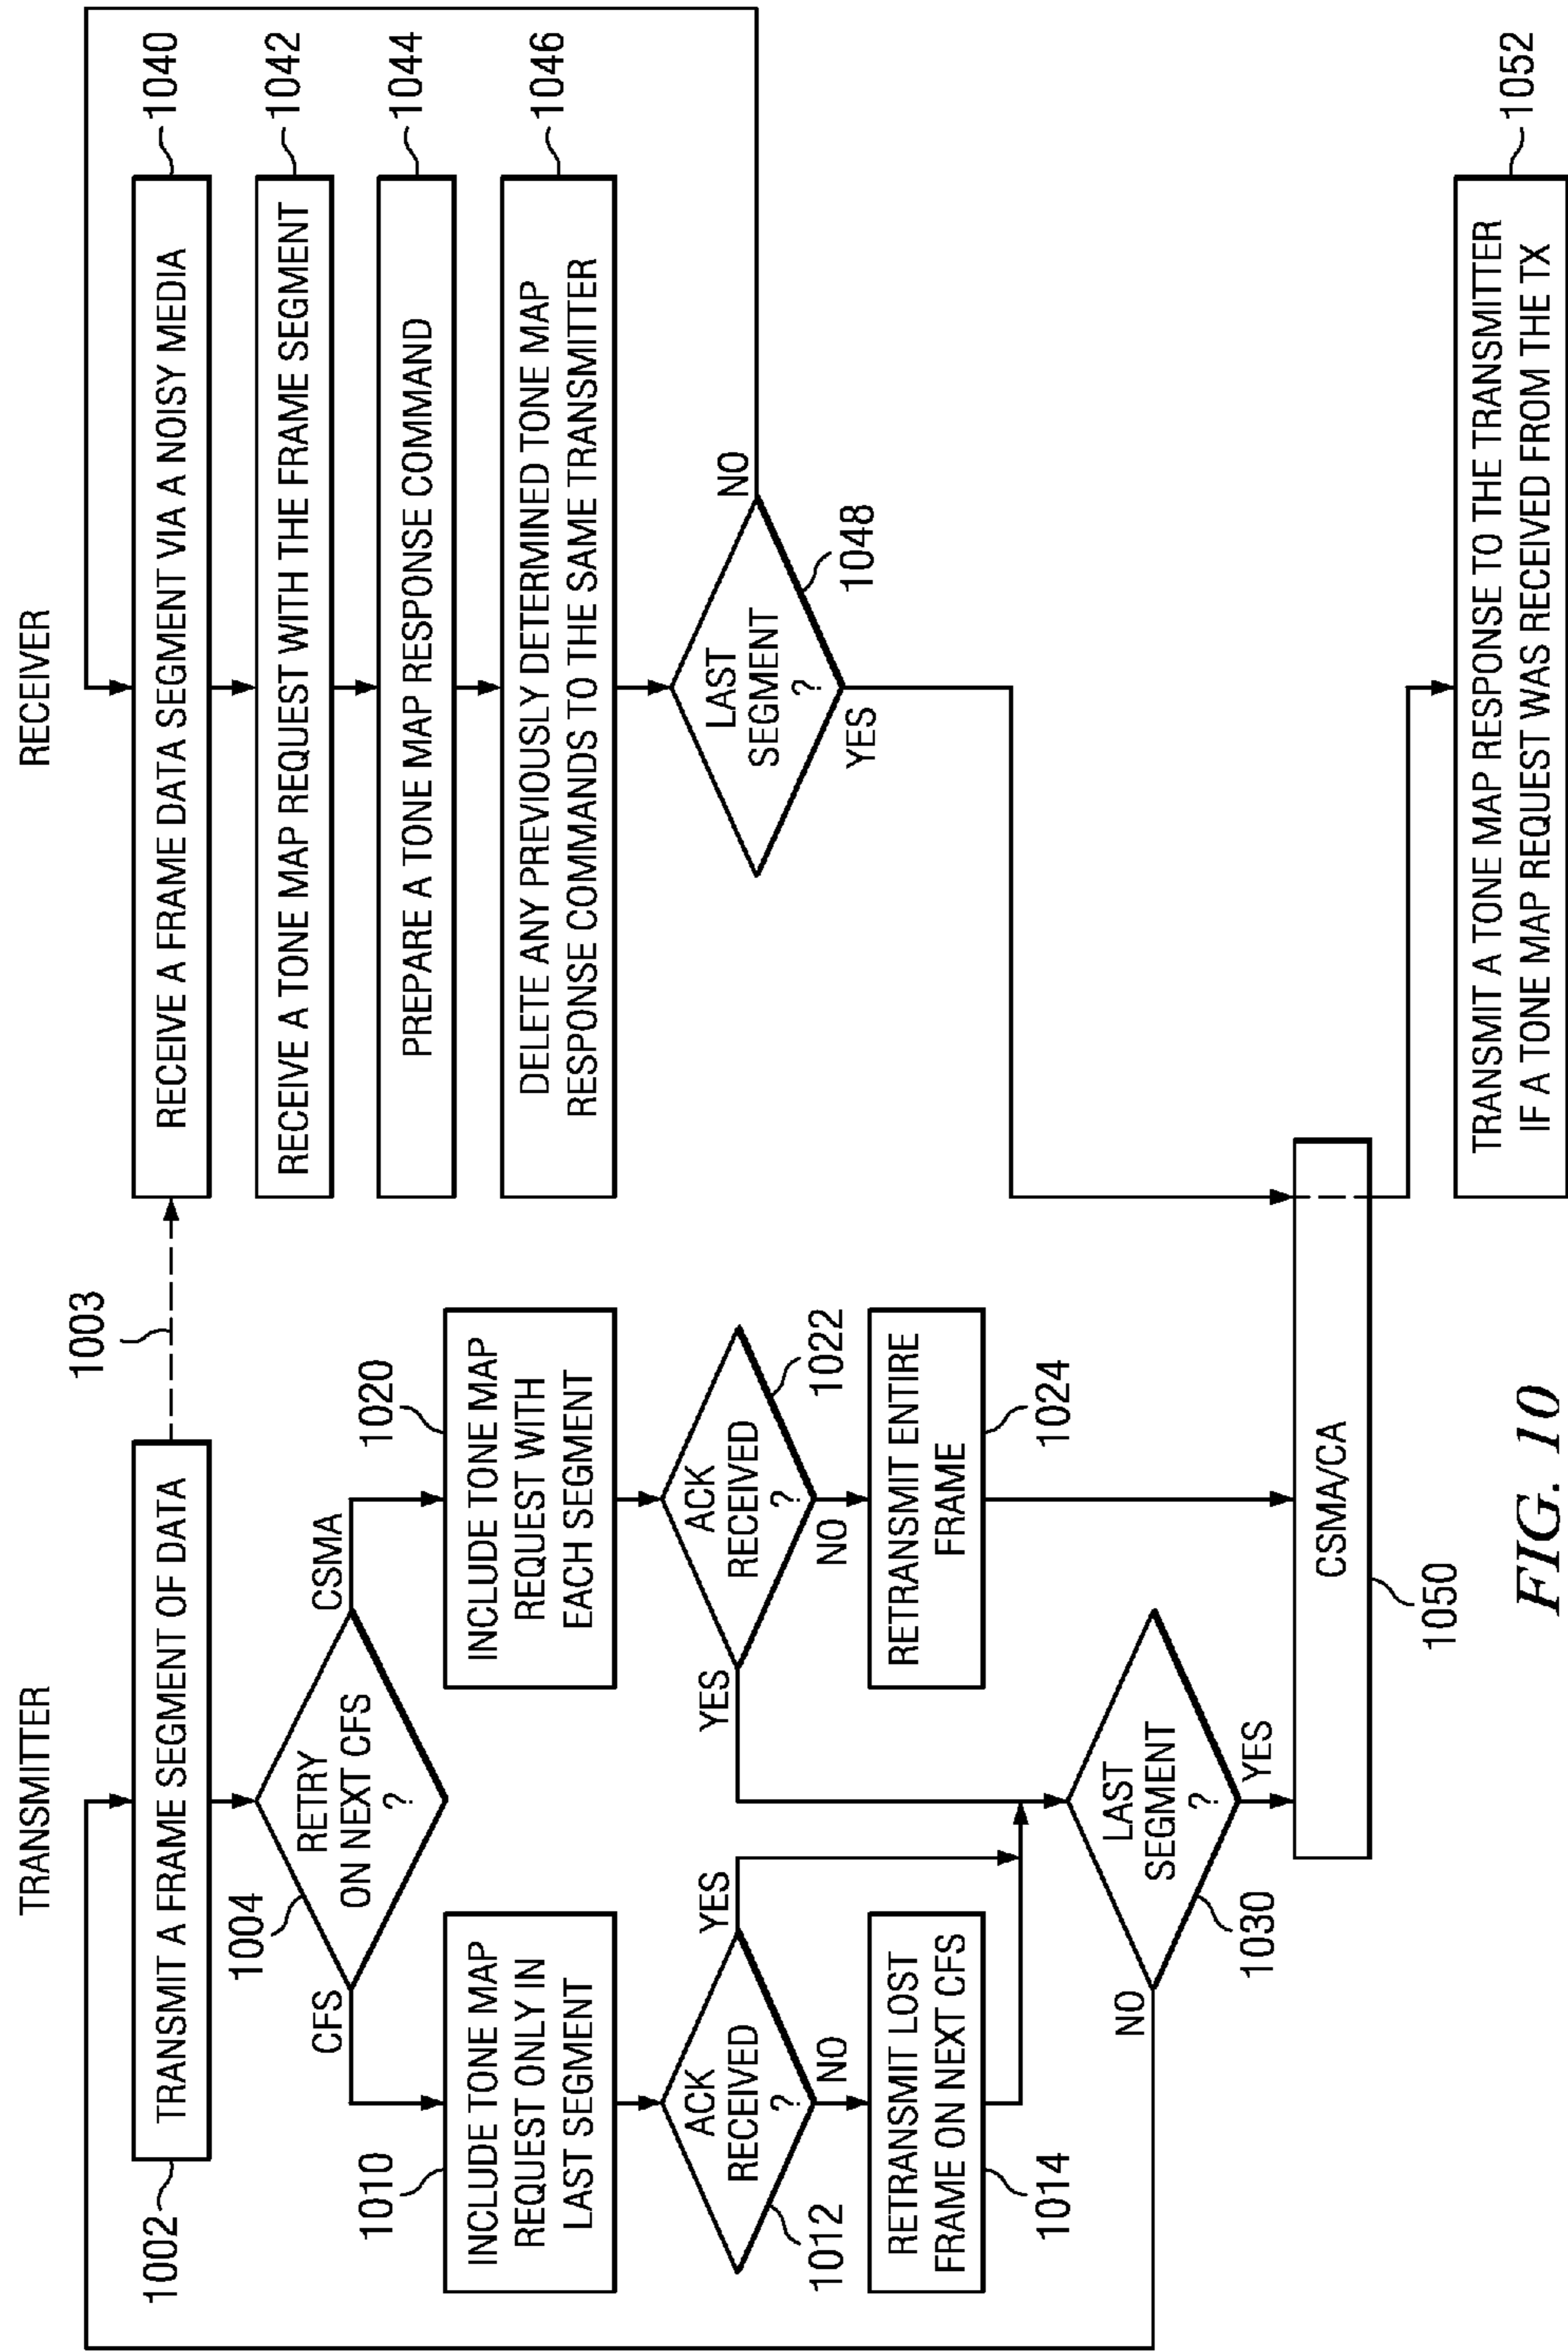 TRANSMITTER
1002
TRANSMIT A FRAME SEGMENT OF DATA
1003
1004
RETRY
ON NEXT CFS
?
CFS
CSMA
1010
INCLUDE TONE MAP
REQUEST ONLY IN
LAST SEGMENT
1020
INCLUDE TONE MAP
REQUEST WITH
EACH SEGMENT
1012
ACK
RECEIVED
?
YES
NO
1022
ACK
RECEIVED
?
YES
NO
1014
RETRANSMIT LOST
FRAME ON NEXT CFS
1024
RETRANSMIT ENTIRE
FRAME
1030
LAST
SEGMENT
?
NO
YES
RECEIVER
RECEIVE A FRAME DATA SEGMENT VIA A NOISY MEDIA
1040
RECEIVE A TONE MAP REQUEST WITH THE FRAME SEGMENT
1042
PREPARE A TONE MAP RESPONSE COMMAND
1044
DELETE ANY PREVIOUSLY DETERMINED TONE MAP
RESPONSE COMMANDS TO THE SAME TRANSMITTER
1046
LAST
SEGMENT
?
NO
YES
1048
CSMA/CA
1050
TRANSMIT A TONE MAP RESPONSE TO THE TRANSMITTER
IF A TONE MAP REQUEST WAS RECEIVED FROM THE TX
1052
FIG. 10